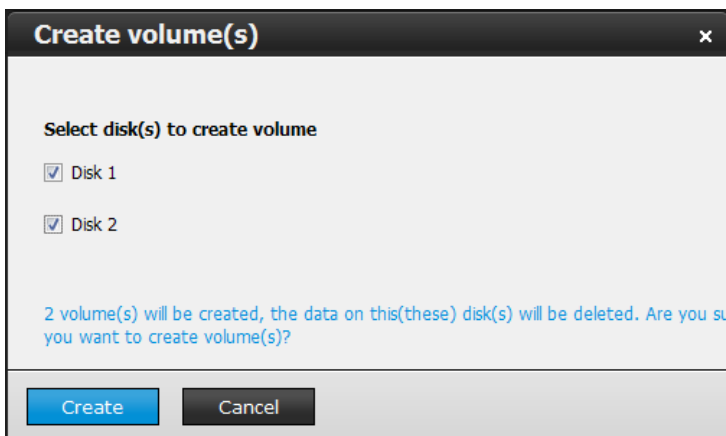 Create volume(s)
Select disk(s) to create volume
Disk 1
Disk 2
2 volume(s) will be created, the data on this(these) disk(s) will be deleted. Are you su
you want to create volume(s)?
Create Cancel